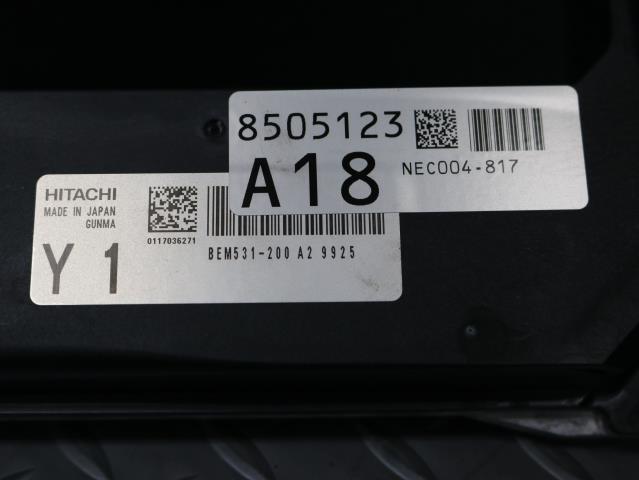 8505123
A18
NEC004-817
HITACHI
MADE IN JAPAN
GUNMA
Y 1
0117036271
BEM531-200 A2 9925